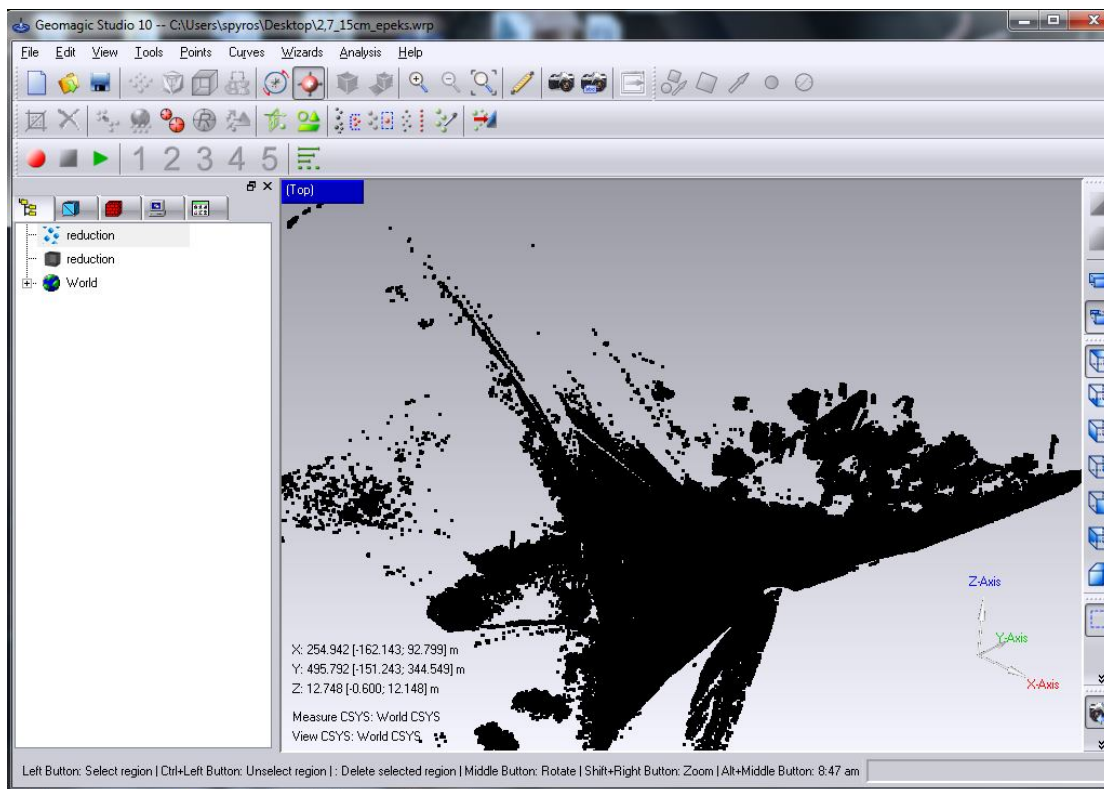 Geomagic Studio 10 -- C:\Users\spyros\Desktop\2,7_15cm_epeks.wrp
File Edit View Tools Points Curves Wizards Analysis Help
1 2 3 4 5
(Top)
reduction
reduction
World
Z-Axis
Y-Axis
X-Axis
X: 254.942 [-162.143; 92.799] m
Y: 495.792 [-151.243; 344.549] m
Z: 12.748 [-0.600; 12.148] m
Measure CSYS: World CSYS
View CSYS: World CSYS
Left Button: Select region | Ctrl+Left Button: Unselect region | : Delete selected region | Middle Button: Rotate | Shift+Right Button: Zoom | Alt+Middle Button: 8:47 am